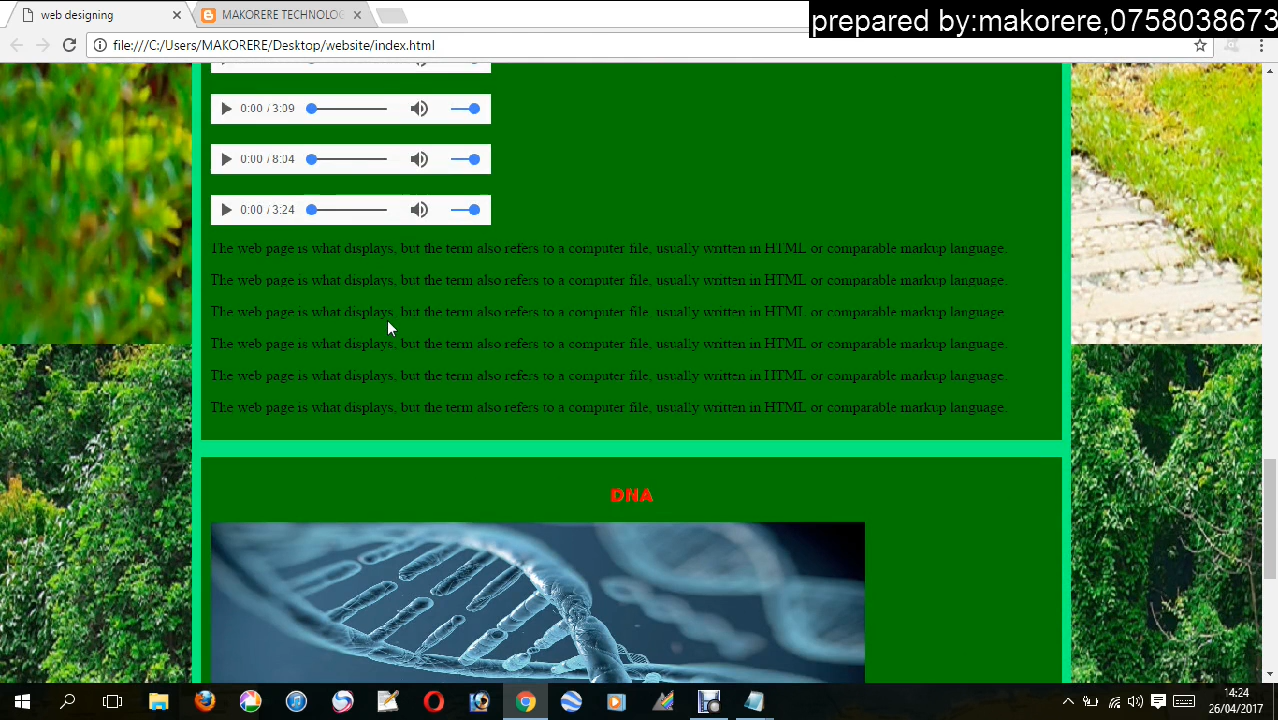 web designing
MAKORERE TECHNOLOG
prepared by:makorere,0758038673
file:///C:/Users/MAKORERE/Desktop/website/index.html
0:00 / 3:09
0:00 / 8:04
0:00 / 3:24
The web page is what displays, but the term also refers to a computer file, usually written in HTML or comparable markup language.
The web page is what displays, but the term also refers to a computer file, usually written in HTML or comparable markup language.
The web page is what displays, but the term also refers to a computer file, usually written in HTML or comparable markup language.
The web page is what displays, but the term also refers to a computer file, usually written in HTML or comparable markup language.
The web page is what displays, but the term also refers to a computer file, usually written in HTML or comparable markup language.
The web page is what displays, but the term also refers to a computer file, usually written in HTML or comparable markup language.
DNA
14:24
26/04/2017